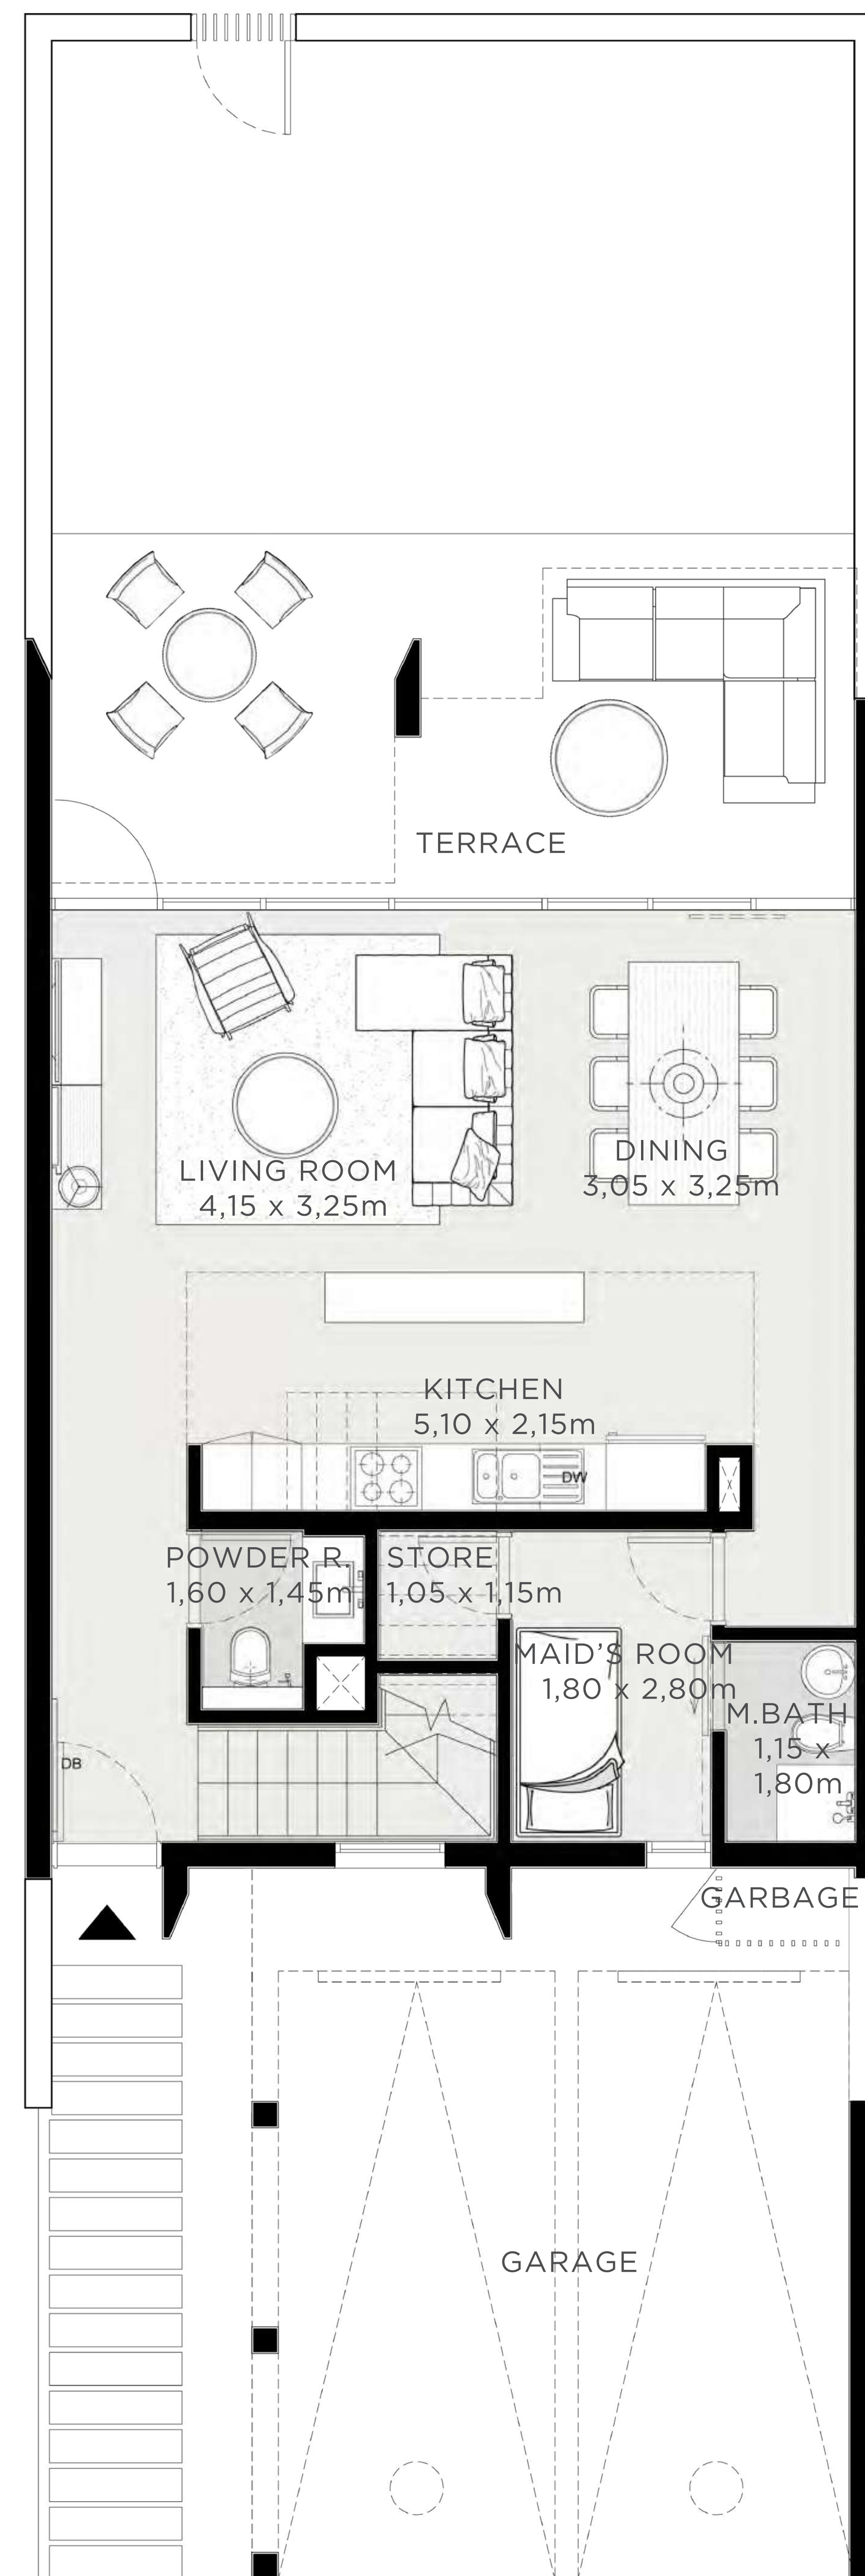 TERRACE
LIVING ROOM
4,15 x 3,25m
DINING
3,05 x 3,25m
KITCHEN
5,10 x 2,15m
DW
POWDER R.
1,60 x 1,45m
STORE
1,05 x 1,15m
MAID'S ROOM
1,80 x 2,80m
M.BATH
1,15 x
1,80m
DB
GARBAGE
GARAGE